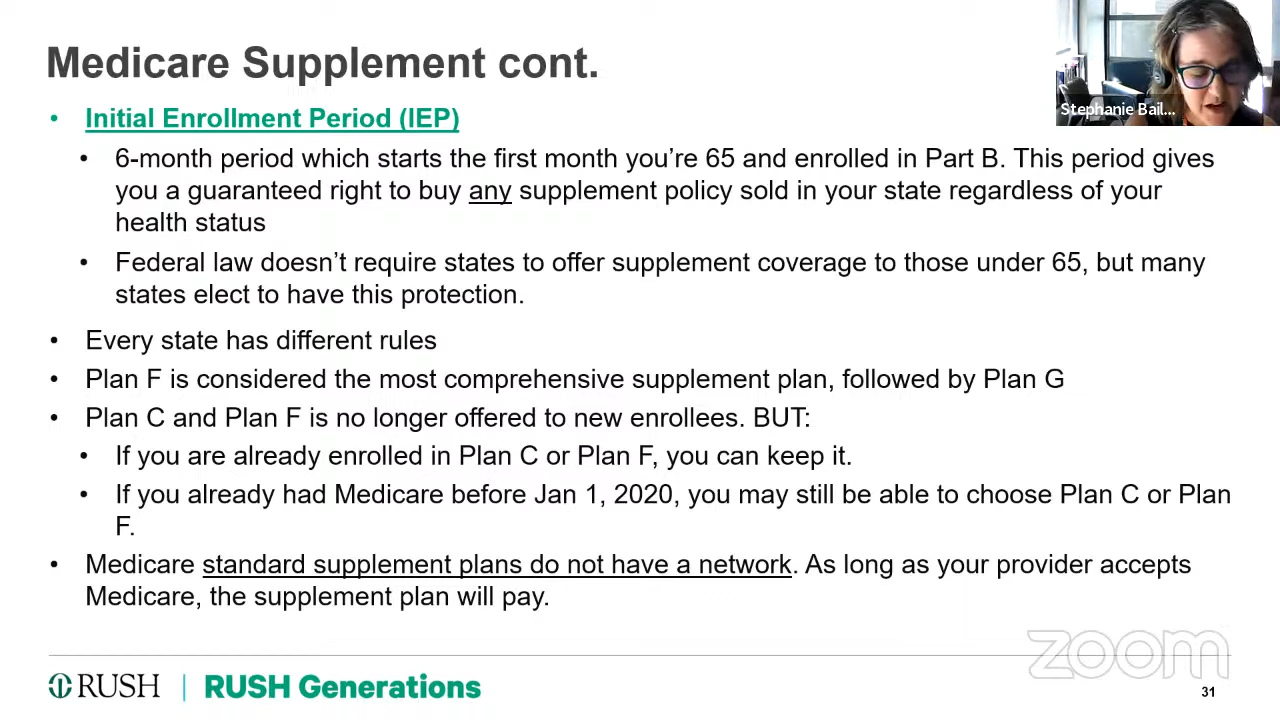 Medicare Supplement cont.
Stephanie Bail...
• Initial Enrollment Period (IEP)
• 6-month period which starts the first month you’re 65 and enrolled in Part B. This period gives
you a guaranteed right to buy any supplement policy sold in your state regardless of your
health status
• Federal law doesn’t require states to offer supplement coverage to those under 65, but many
states elect to have this protection.
• Every state has different rules
• Plan F is considered the most comprehensive supplement plan, followed by Plan G
• Plan C and Plan F is no longer offered to new enrollees. BUT:
• If you are already enrolled in Plan C or Plan F, you can keep it.
• If you already had Medicare before Jan 1, 2020, you may still be able to choose Plan C or Plan
F.
• Medicare standard supplement plans do not have a network. As long as your provider accepts
Medicare, the supplement plan will pay.
zoom
RUSH | RUSH Generations
31